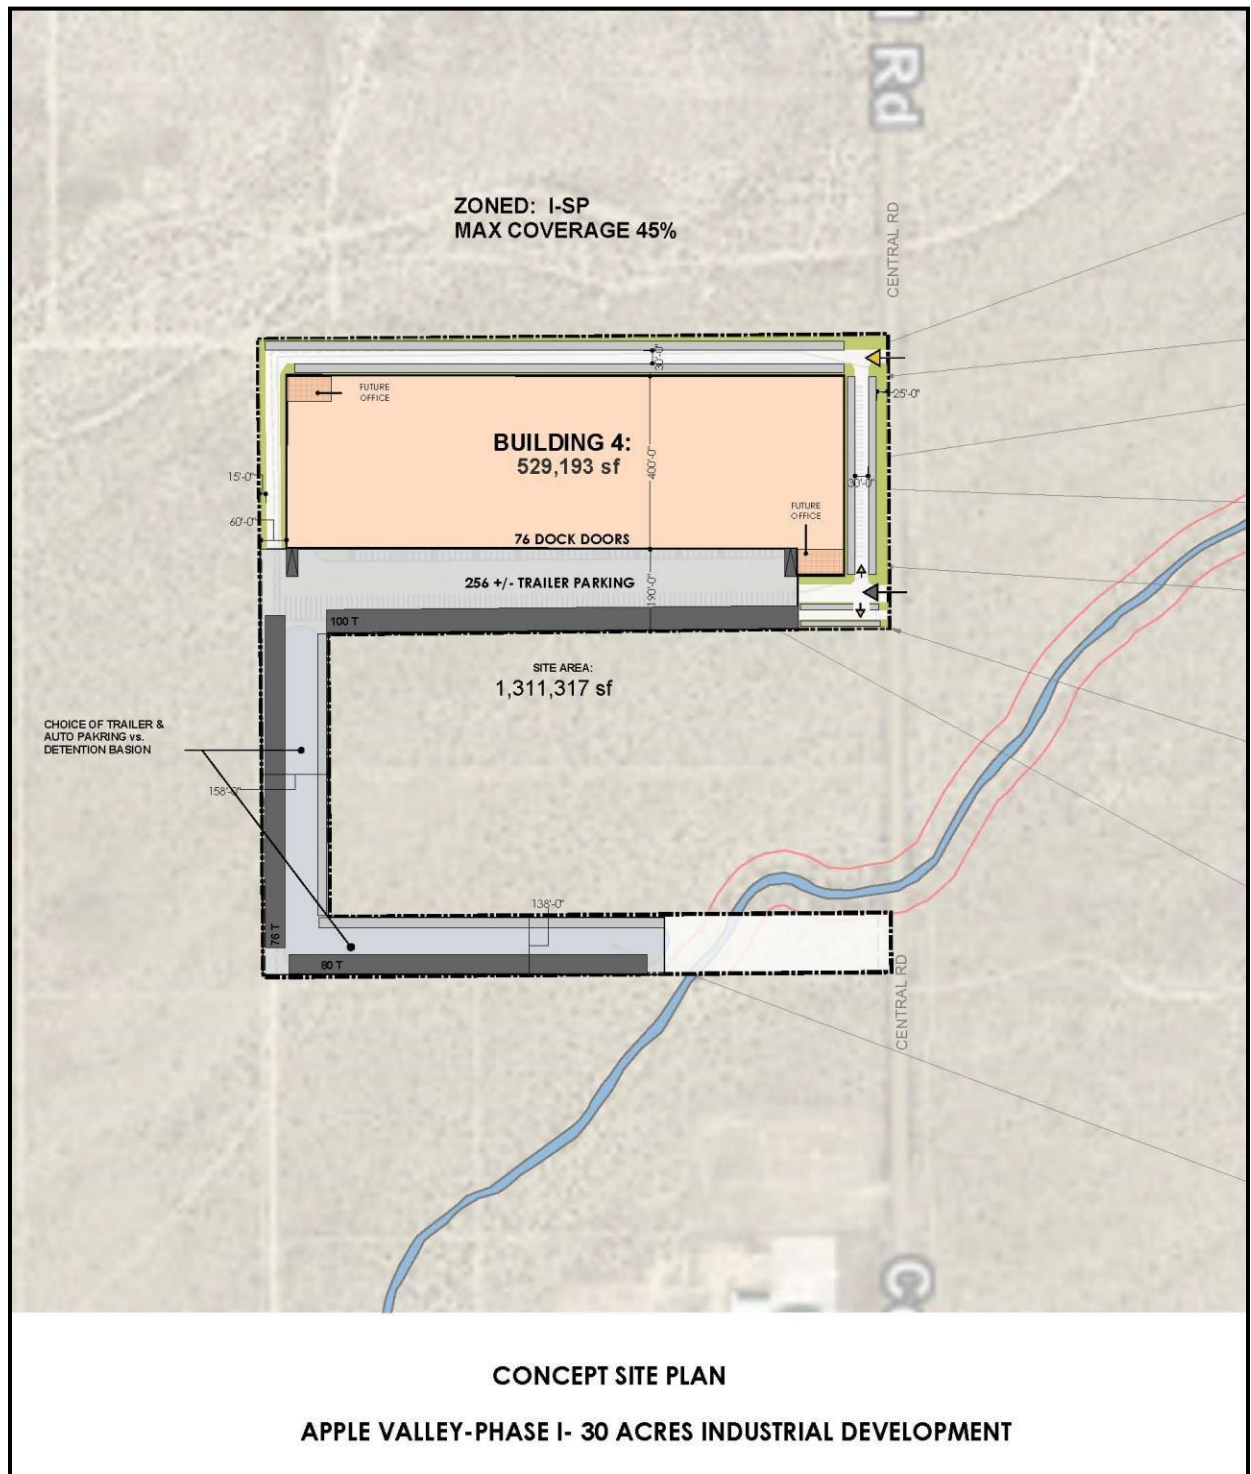 Rd
ZONED: I-SP
MAX COVERAGE 45%
CENTRAL RD
30'-0"
FUTURE
OFFICE
25'-0"
BUILDING 4:
529,193 sf
400'-0"
15'-0"
30'-0"
FUTURE
OFFICE
60'-0"
76 DOCK DOORS
256 +/- TRAILER PARKING
190'-0"
100 T
SITE AREA:
1,311,317 sf
CHOICE OF TRAILER &
AUTO PAKRING vs.
DETENTION BASION
158'-0"
138'-0"
76 T
80 T
CENTRAL RD
CONCEPT SITE PLAN
APPLE VALLEY-PHASE I- 30 ACRES INDUSTRIAL DEVELOPMENT